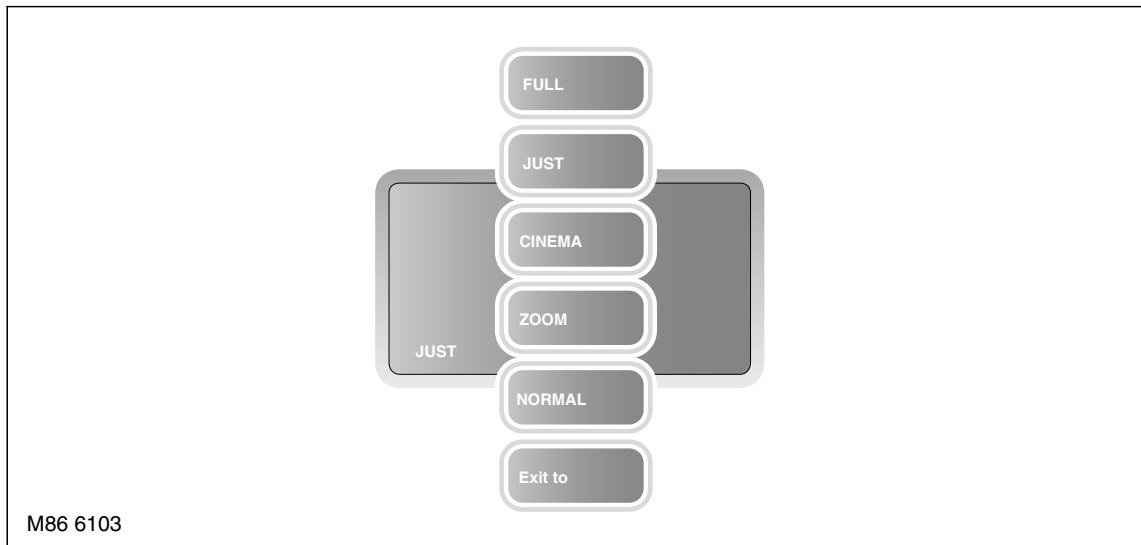 FULL
JUST
CINEMA
ZOOM
JUST
NORMAL
Exit to
M86 6103